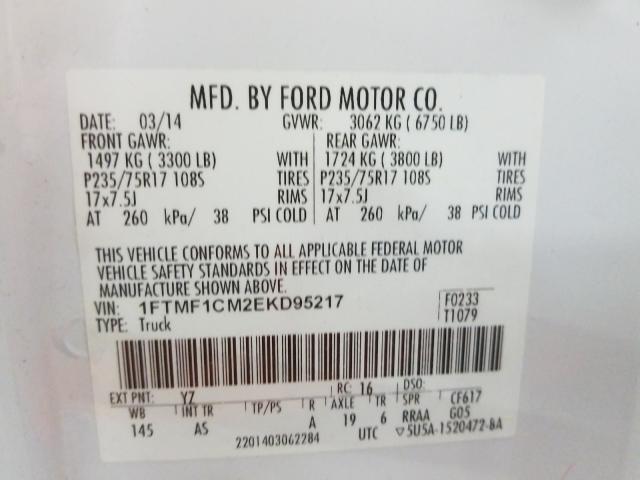 MFD. BY FORD MOTOR CO.
DATE: 03/14 GVWR: 3062 KG ( 6750 LB)
FRONT GAWR: REAR GAWR:
1497 KG ( 3300 LB) WITH 1724 KG ( 3800 LB) WITH
P235/75R17 108S TIRES P235/75R17 108S TIRES
17x7.5J RIMS 17x7.5J RIMS
AT 260 kPa/ 38 PSI COLD AT 260 kPa/ 38 PSI COLD
THIS VEHICLE CONFORMS TO ALL APPLICABLE FEDERAL MOTOR
VEHICLE SAFETY STANDARDS IN EFFECT ON THE DATE OF
MANUFACTURE SHOWN ABOVE.
VIN: 1FTMF1CM2EKD95217 F0233
TYPE: Truck T1079
EXT PNT: YZ RC: 16 DSO:
WB INT TR TP/PS R AXLE TR SPR CF617
145 AS A 19 6 RRAA G05
2201403062284 UTC ▽5U5A-1520472-BA